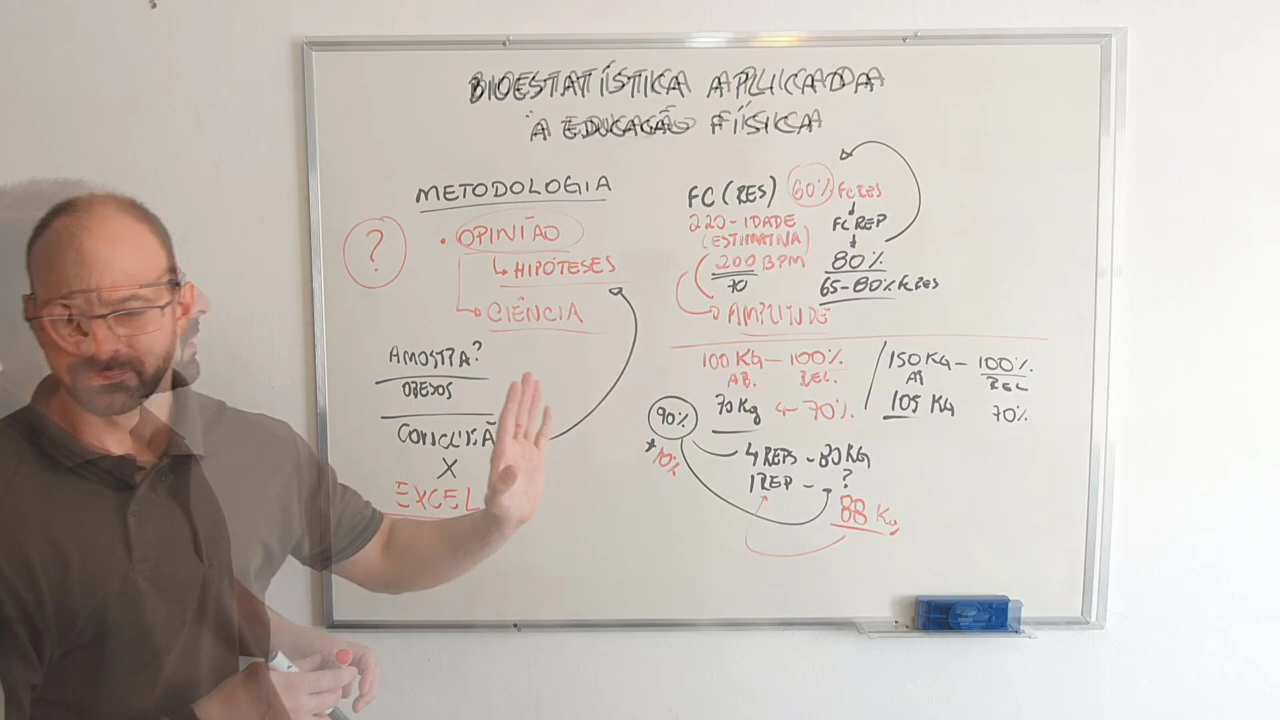 BIOESTATÍSTICA APLICADA
À EDUCAÇÃO FÍSICA
METODOLOGIA
?
• OPINIÃO
↳ HIPÓTESES
↳ CIÊNCIA
AMOSTRA?
OBESOS
CONCLUSÃO
X
EXCEL
FC (RES) 60% FCRES
220 - IDADE
(ESTIMATIVA)
FC REP
200 BPM
80%
70
65-80% FCRES
AMPLITUDE
100 KG — 100%
AB. REL.
70 Kg ← 70%.
150 KG — 100%
AB REL
105 KG 70%
90%
+10%
4 REPS - 80 KG
1 REP - ?
88 Kg